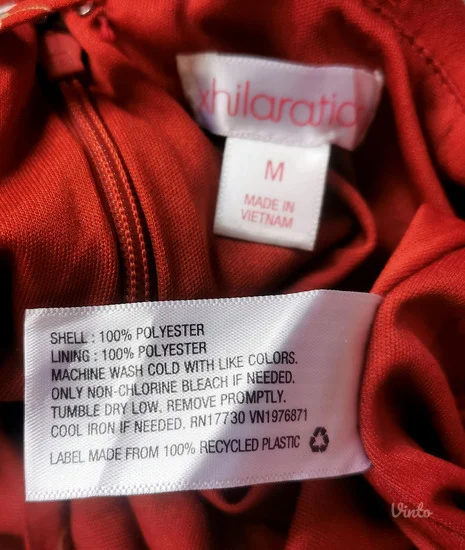 xhilaratio
M
MADE IN
VIETNAM
SHELL : 100% POLYESTER
LINING : 100% POLYESTER
MACHINE WASH COLD WITH LIKE COLORS.
ONLY NON-CHLORINE BLEACH IF NEEDED.
TUMBLE DRY LOW. REMOVE PROMPTLY.
COOL IRON IF NEEDED. RN17730 VN1976871
LABEL MADE FROM 100% RECYCLED PLASTIC
Vinto